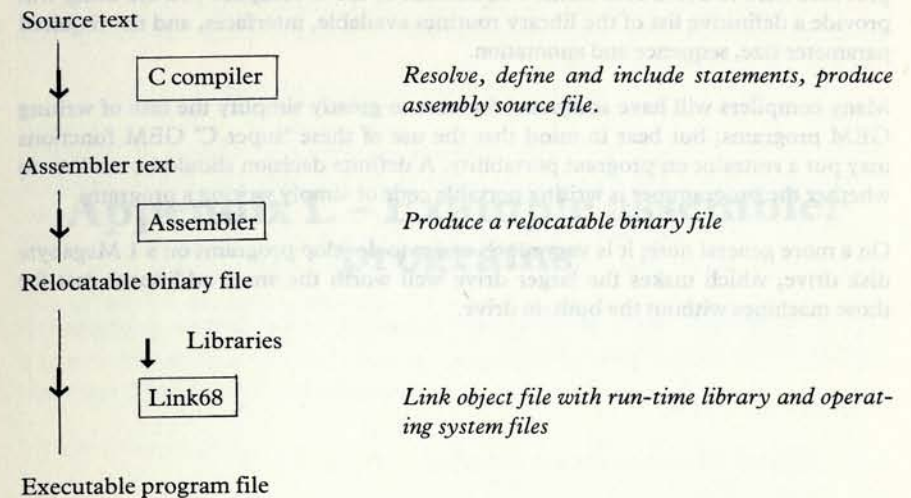 Source text
C compiler
Resolve, define and include statements, produce
assembly source file.
Assembler text
Assembler
Produce a relocatable binary file
Relocatable binary file
Libraries
Link68
Link object file with run-time library and operat-
ing system files
Executable program file